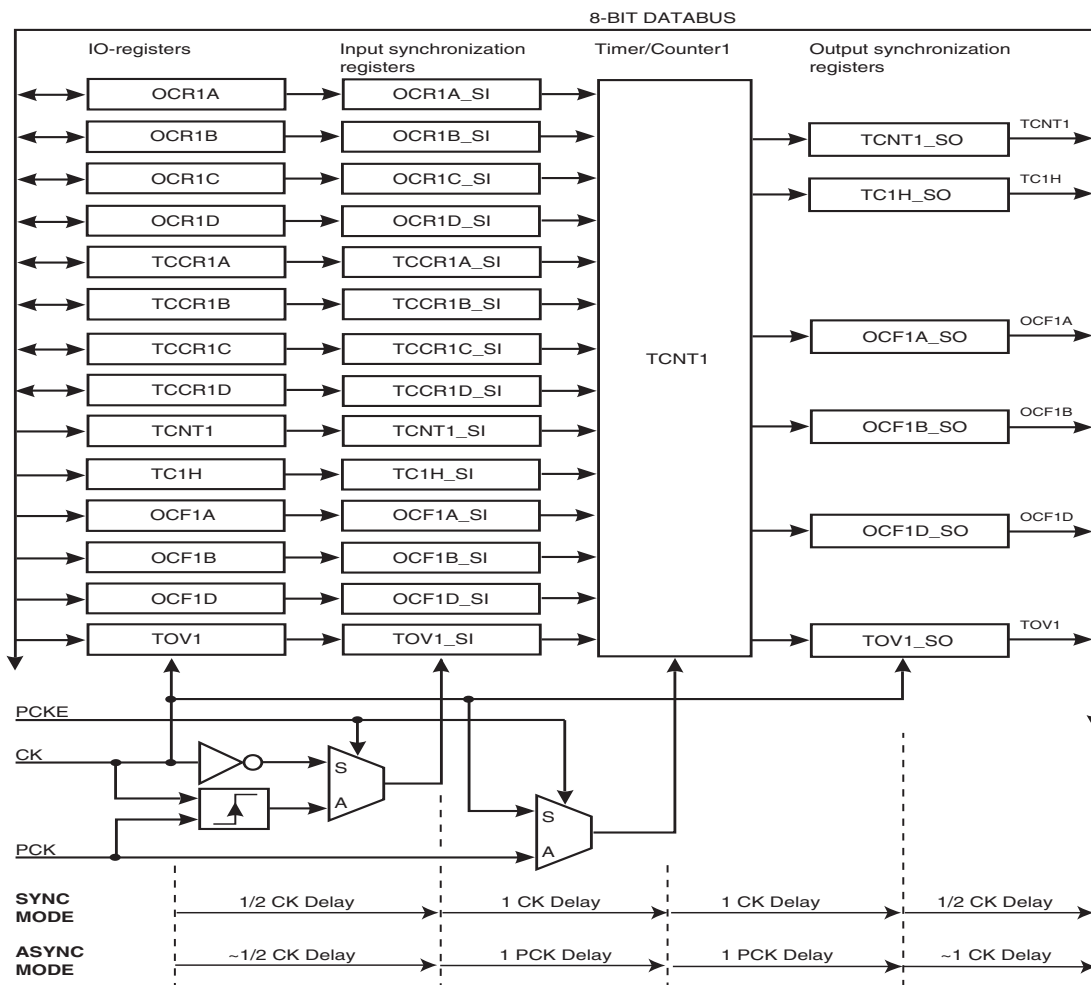 8-BIT DATABUS
IO-registers
Input synchronization
registers
Timer/Counter1
Output synchronization
registers
OCR1A
OCR1A_SI
OCR1B
OCR1B_SI
OCR1C
OCR1C_SI
OCR1D
OCR1D_SI
TCCR1A
TCCR1A_SI
TCCR1B
TCCR1B_SI
TCCR1C
TCCR1C_SI
TCCR1D
TCCR1D_SI
TCNT1
TCNT1_SI
TC1H
TC1H_SI
OCF1A
OCF1A_SI
OCF1B
OCF1B_SI
OCF1D
OCF1D_SI
TOV1
TOV1_SI
TCNT1
TCNT1_SO
TCNT1
TC1H_SO
TC1H
OCF1A_SO
OCF1A
OCF1B_SO
OCF1B
OCF1D_SO
OCF1D
TOV1_SO
TOV1
PCKE
CK
S
A
S
A
PCK
SYNC
MODE
1/2 CK Delay
1 CK Delay
1 CK Delay
1/2 CK Delay
ASYNC
MODE
~1/2 CK Delay
1 PCK Delay
1 PCK Delay
~1 CK Delay